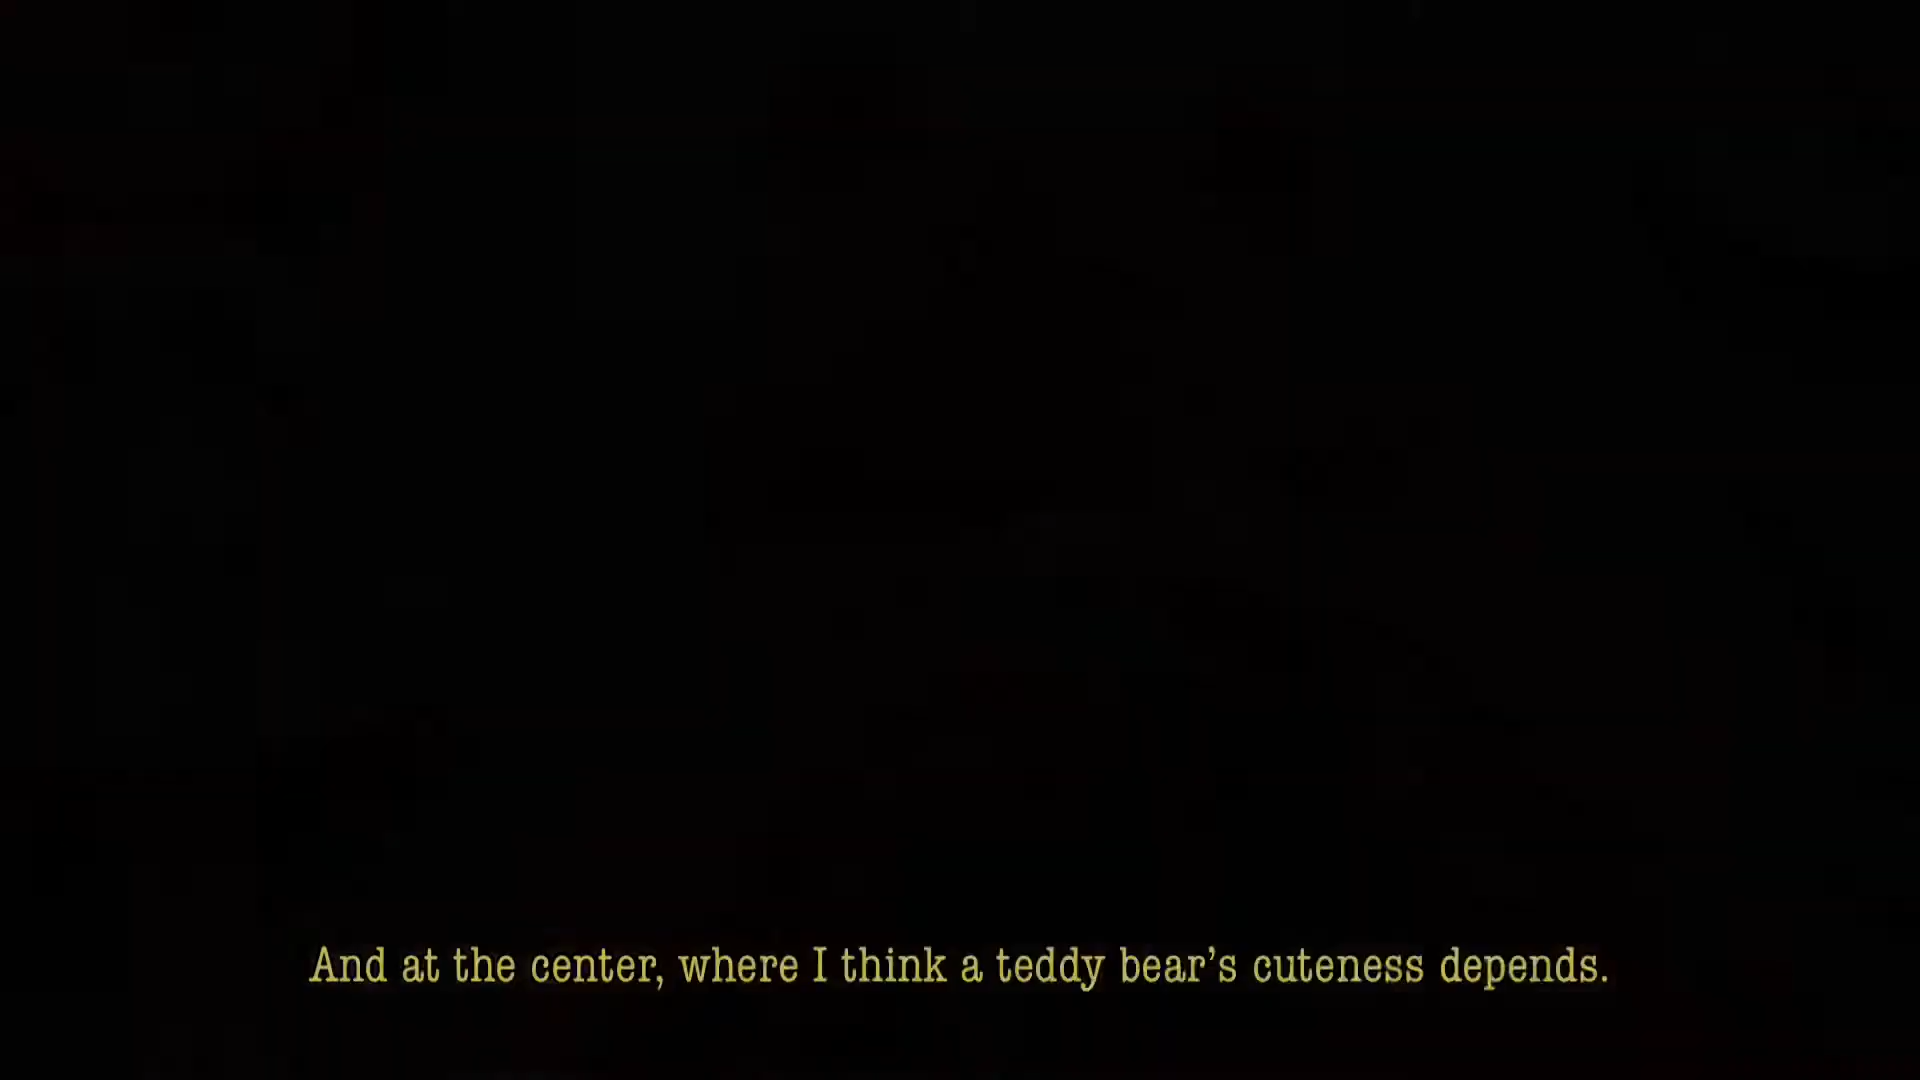 And at the center, where I think a teddy bear’s cuteness depends.